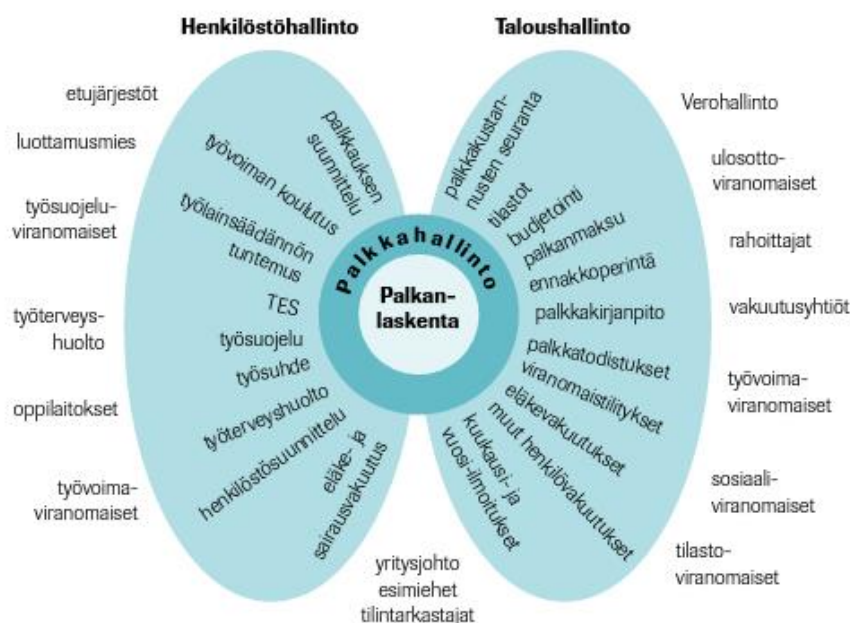 Henkilöstöhallinto
Taloushallinto
etujärjestöt
luottamusmies
työsuojelu-
viranomaiset
työterveys-
huolto
oppilaitokset
työvoima-
viranomaiset
palkkauksen
suunnittelu
työvoiman koulutus
työlainsäädännön
tuntemus
TES
työsuojelu
työsuhde
työterveyshuolto
henkilöstösuunnittelu
eläke- ja
sairausvakuutus
Palkkahallinto
Palkan-
laskenta
palkkakustan-
nusten seuranta
tilastot
budjetointi
palkanmaksu
ennakkoperintä
palkkakirjanpito
palkkatodistukset
viranomaistilitykset
eläkevakuutukset
muut henkilövakuutukset
kuukausi- ja
vuosi-ilmoitukset
Verohallinto
ulosotto-
viranomaiset
rahoittajat
vakuutusyhtiöt
työvoima-
viranomaiset
sosiaali-
viranomaiset
tilasto-
viranomaiset
yritysjohto
esimiehet
tilintarkastajat